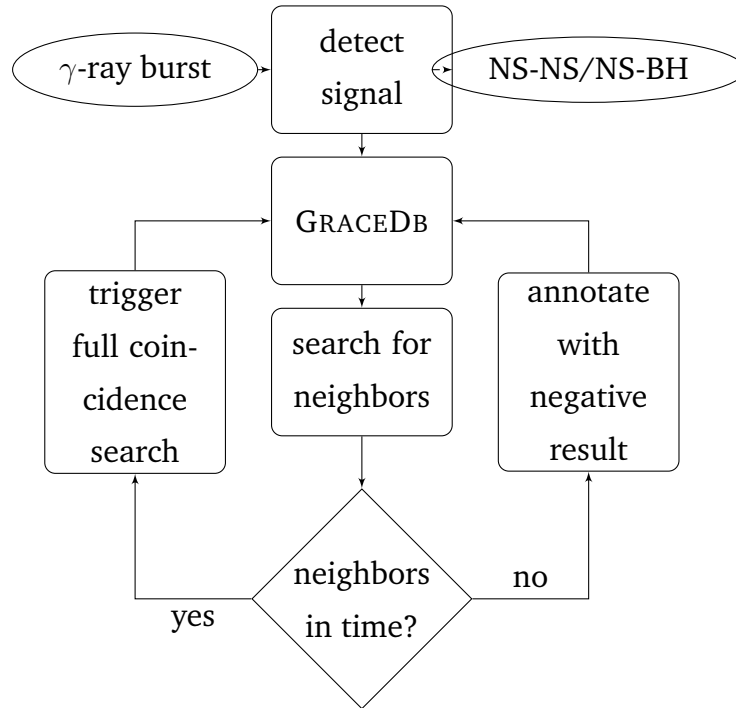 γ-ray burst
detect
signal
NS-NS/NS-BH
GRACEDB
trigger
full coin-
cidence
search
search for
neighbors
annotate
with
negative
result
neighbors
in time?
yes
no